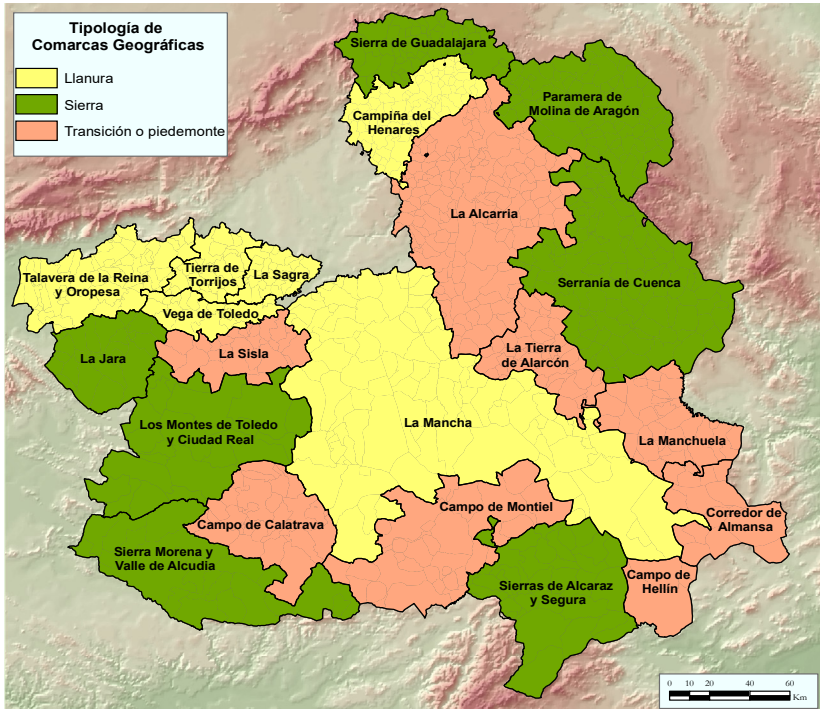 Tipología de
Comarcas Geográficas
Llanura
Sierra
Transición o piedemonte
Sierra de Guadalajara
Campiña del
Henares
Paramera de
Molina de Aragón
La Alcarria
Talavera de la Reina
y Oropesa
Tierra de
Torrijos
La Sagra
Serranía de Cuenca
Vega de Toledo
La Jara
La Sisla
La Tierra
de Alarcón
Los Montes de Toledo
y Ciudad Real
La Mancha
La Manchuela
Campo de Calatrava
Campo de Montiel
Corredor de
Almansa
Sierra Morena y
Valle de Alcudia
Sierras de Alcaraz
y Segura
Campo de
Hellín
0 10 20 40 60
Km